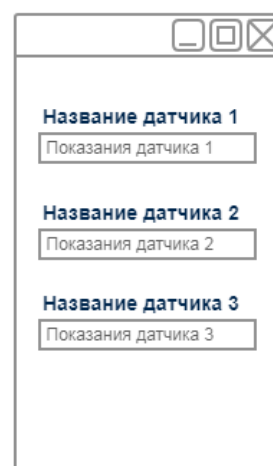 Название датчика 1
Показания датчика 1
Название датчика 2
Показания датчика 2
Название датчика 3
Показания датчика 3